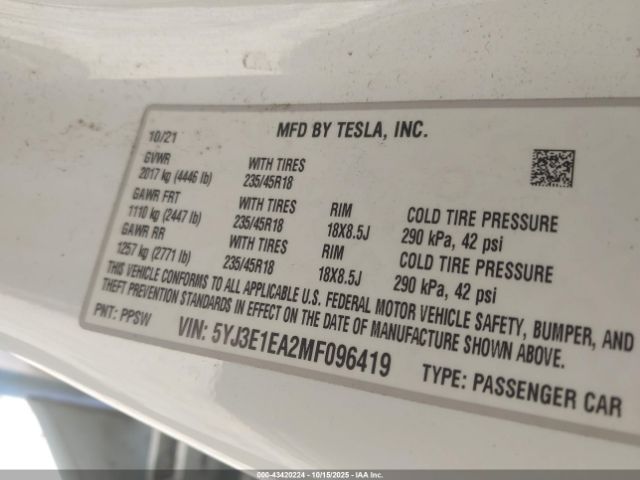 MFD BY TESLA, INC.
10/21
GVWR
2017 kg (4446 lb)
WITH TIRES
235/45R18
GAWR FRT
1110 kg (2447 lb)
WITH TIRES
235/45R18
RIM
18X8.5J
COLD TIRE PRESSURE
290 kPa, 42 psi
GAWR RR
1257 kg (2771 lb)
WITH TIRES
235/45R18
RIM
18X8.5J
COLD TIRE PRESSURE
290 kPa, 42 psi
THIS VEHICLE CONFORMS TO ALL APPLICABLE U.S. FEDERAL MOTOR VEHICLE SAFETY, BUMPER, AND
THEFT PREVENTION STANDARDS IN EFFECT ON THE DATE OF MANUFACTURE SHOWN ABOVE.
PNT: PPSW
VIN: 5YJ3E1EA2MF096419
TYPE: PASSENGER CAR
000-43420224 - 10/15/2025 - IAA Inc.